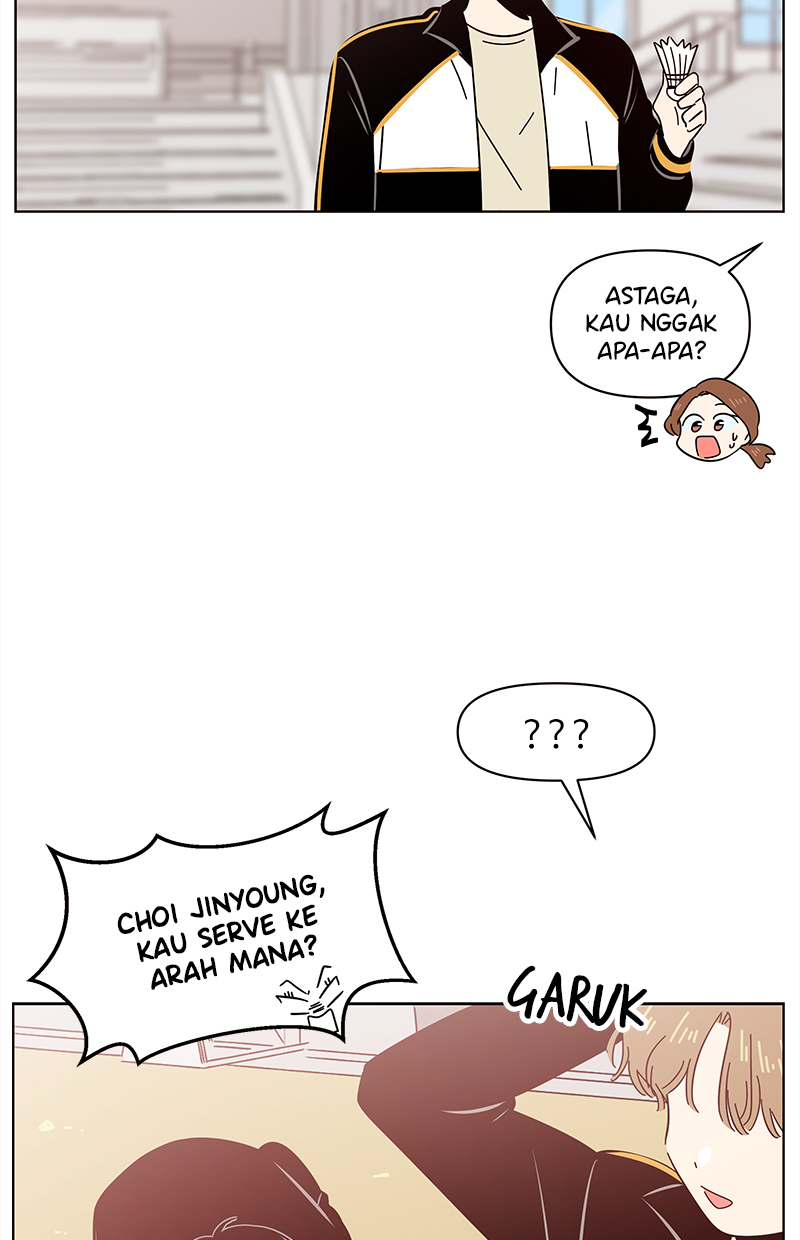 ASTAGA,
KAU NGGAK
APA-APA?
???
CHOI JINYOUNG,
KAU SERVE KE
ARAH MANA?
GARUK